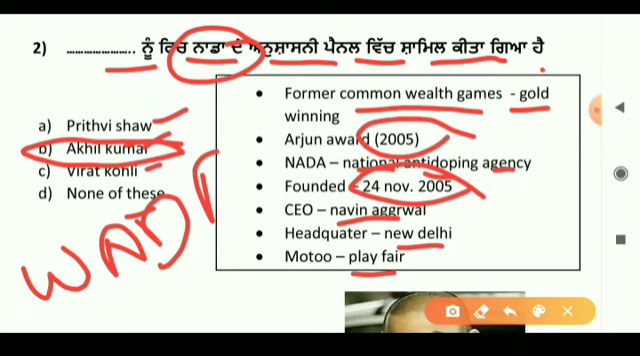 2) ................... ਨੂੰ ਵਿਚ ਨਾਡਾ ਦੇ ਅਨੁਸ਼ਾਸਨੀ ਪੈਨਲ ਵਿੱਚ ਸ਼ਾਮਿਲ ਕੀਤਾ ਗਿਆ ਹੈ
a) Prithvi shaw
b) Akhil kumar
c) Virat kohli
d) None of these
• Former common wealth games - gold
winning
• Arjun award (2005)
• NADA – national antidoping agency
• Founded – 24 nov. 2005
• CEO – navin aggrwal
• Headquater – new delhi
• Motoo – play fair
WADA